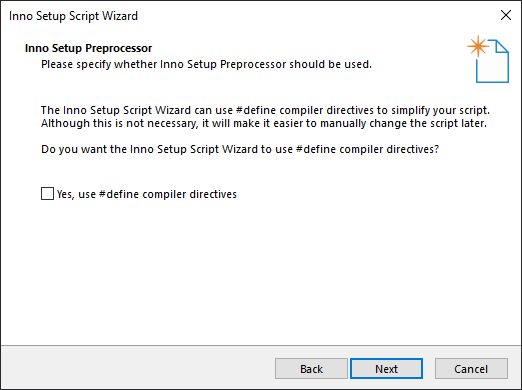 Inno Setup Script Wizard
Inno Setup Preprocessor
Please specify whether Inno Setup Preprocessor should be used.
The Inno Setup Script Wizard can use #define compiler directives to simplify your script.
Although this is not necessary, it will make it easier to manually change the script later.
Do you want the Inno Setup Script Wizard to use #define compiler directives?
Yes, use #define compiler directives
Back Next Cancel